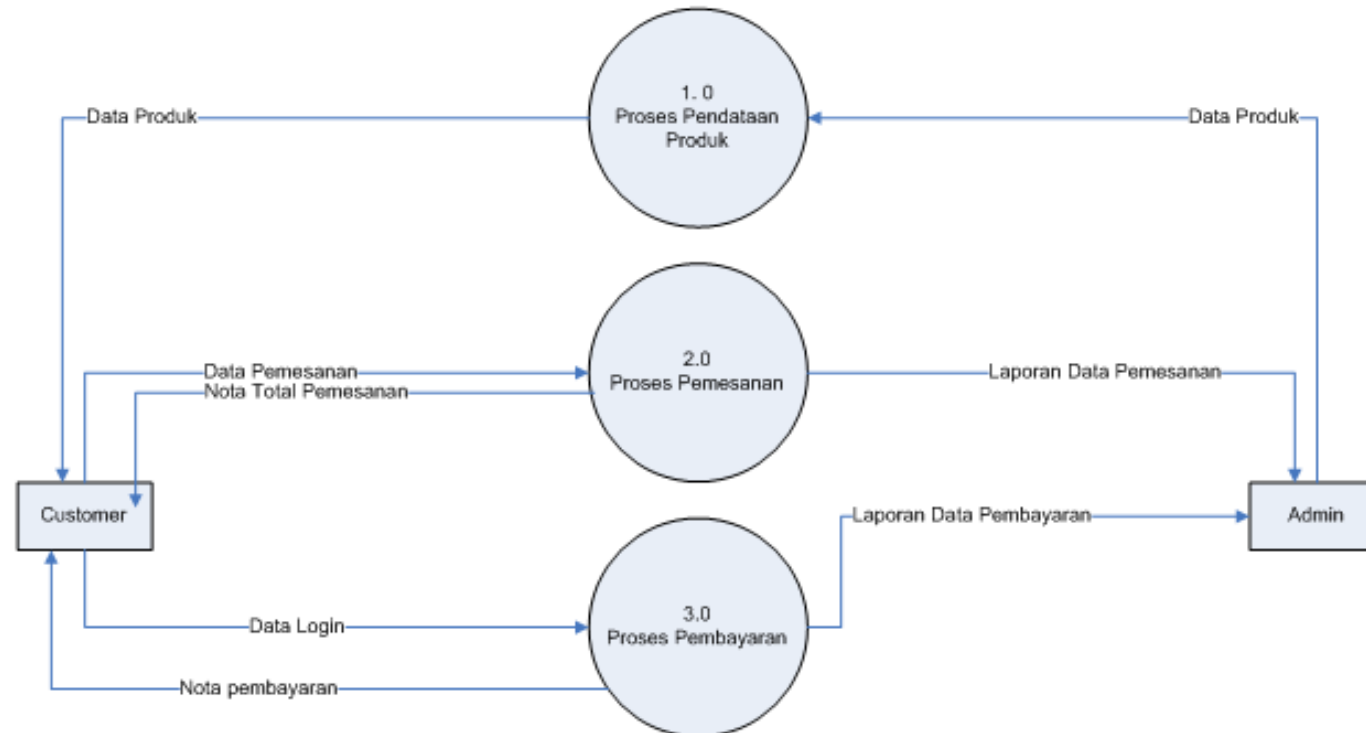 1. 0
Proses Pendataan
Produk
Data Produk
Data Produk
2.0
Proses Pemesanan
Data Pemesanan
Nota Total Pemesanan
Laporan Data Pemesanan
Customer
Admin
Laporan Data Pembayaran
3.0
Proses Pembayaran
Data Login
Nota pembayaran